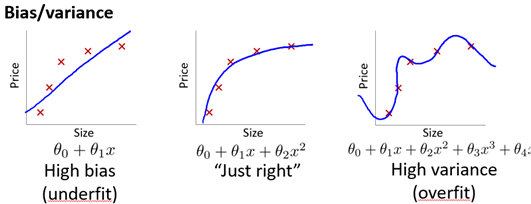 Bias/variance
Price
Size
θ₀ + θ₁x
High bias
(underfit)
Price
Size
θ₀ + θ₁x + θ₂x²
“Just right”
Price
Size
θ₀ + θ₁x + θ₂x² + θ₃x³ + θ₄
High variance
(overfit)